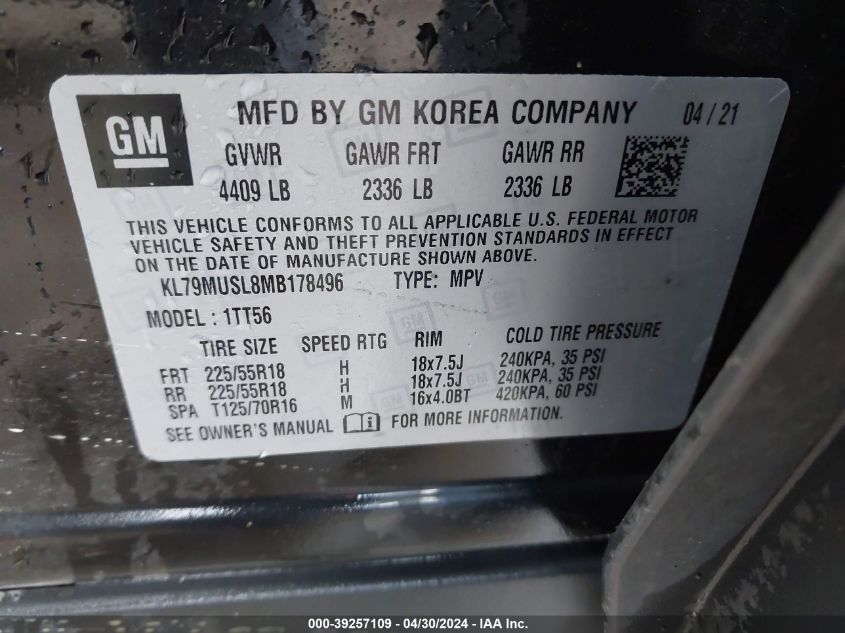 GM
MFD BY GM KOREA COMPANY 04 / 21
GVWR GAWR FRT GAWR RR
4409 LB 2336 LB 2336 LB
THIS VEHICLE CONFORMS TO ALL APPLICABLE U.S. FEDERAL MOTOR
VEHICLE SAFETY AND THEFT PREVENTION STANDARDS IN EFFECT
ON THE DATE OF MANUFACTURE SHOWN ABOVE.
KL79MUSL8MB178496 TYPE: MPV
MODEL : 1TT56
TIRE SIZE SPEED RTG RIM COLD TIRE PRESSURE
FRT 225/55R18 H 18x7.5J 240KPA, 35 PSI
RR 225/55R18 H 18x7.5J 240KPA, 35 PSI
SPA T125/70R16 M 16x4.0BT 420KPA, 60 PSI
SEE OWNER'S MANUAL i FOR MORE INFORMATION.
000-39257109 - 04/30/2024 - IAA Inc.